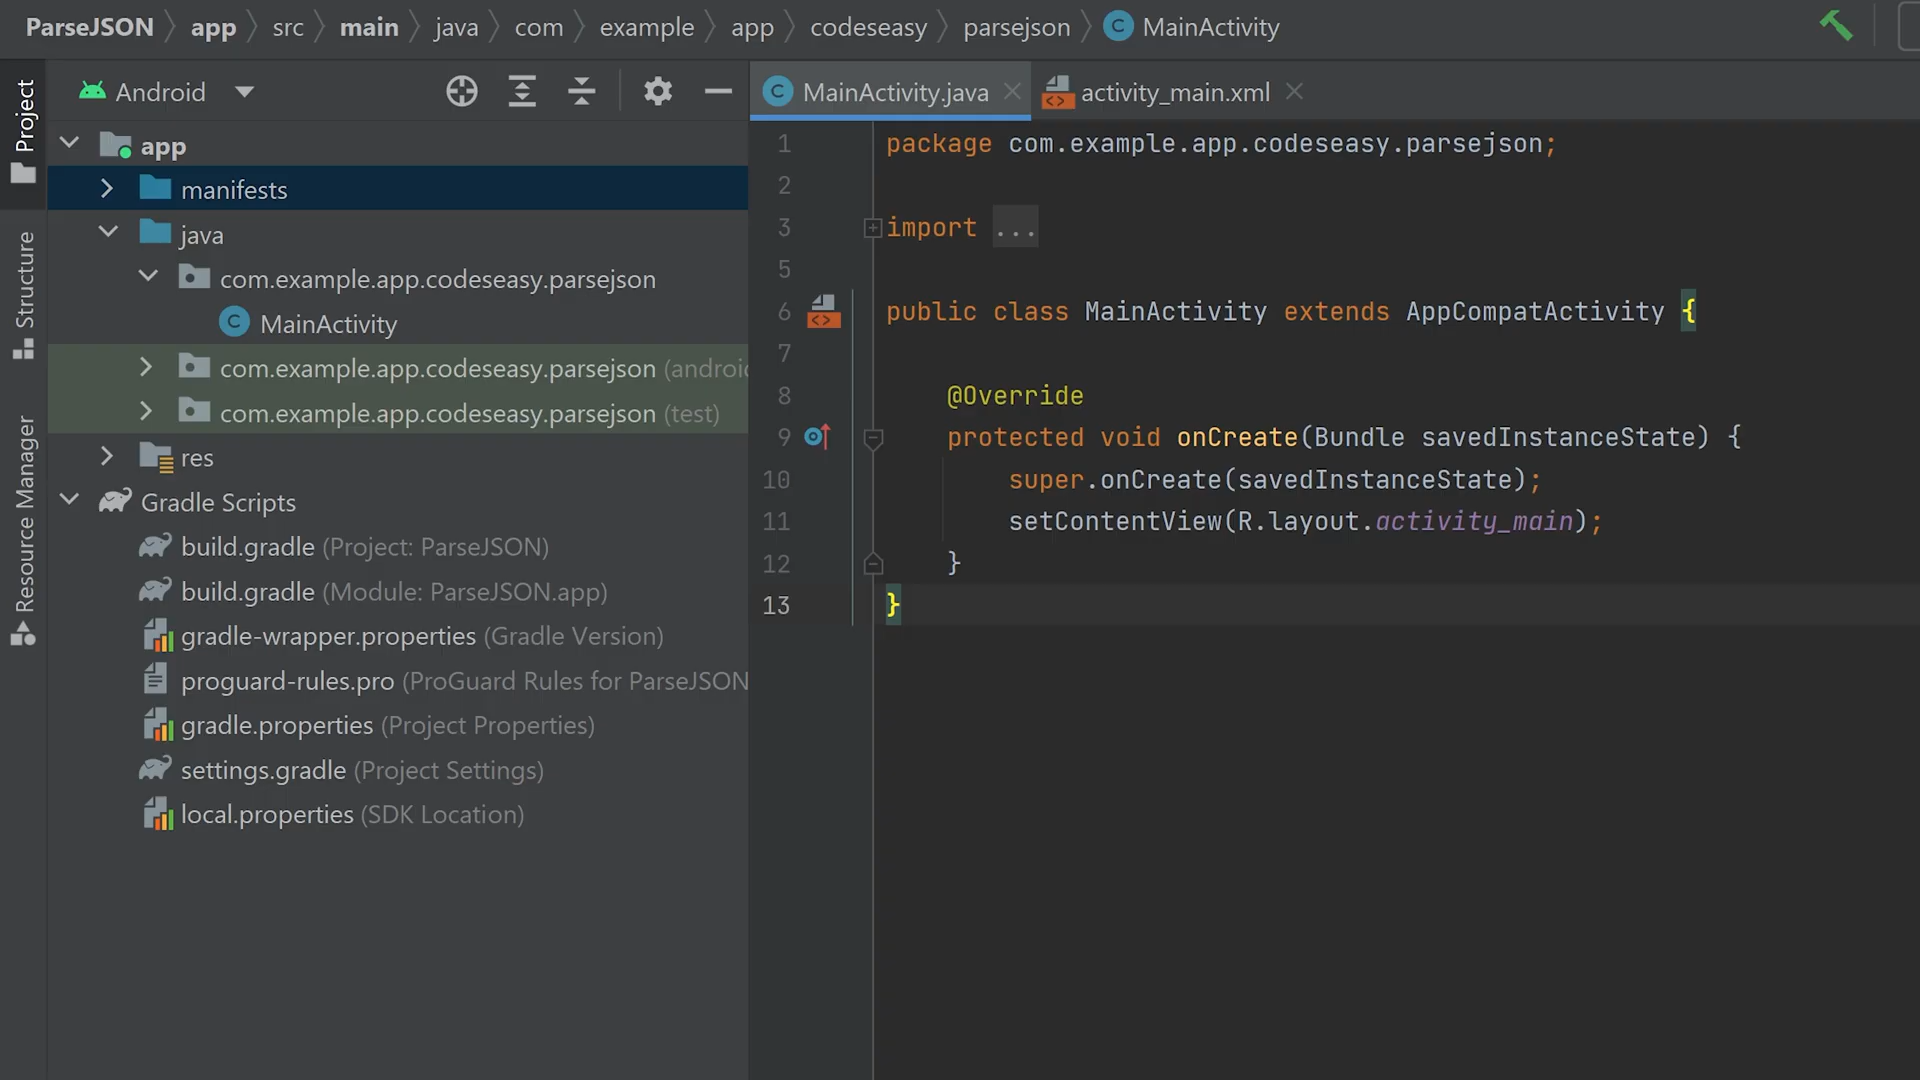 ParseJSON app src main java com example app codeseasy parsejson MainActivity
Project
Structure
Resource Manager
Android
app
manifests
java
com.example.app.codeseasy.parsejson
MainActivity
com.example.app.codeseasy.parsejson (androi
com.example.app.codeseasy.parsejson (test)
res
Gradle Scripts
build.gradle (Project: ParseJSON)
build.gradle (Module: ParseJSON.app)
gradle-wrapper.properties (Gradle Version)
proguard-rules.pro (ProGuard Rules for ParseJSON
gradle.properties (Project Properties)
settings.gradle (Project Settings)
local.properties (SDK Location)
MainActivity.java activity_main.xml
1 package com.example.app.codeseasy.parsejson;
2
3 import ...
5
6 public class MainActivity extends AppCompatActivity {
7
8 @Override
9 protected void onCreate(Bundle savedInstanceState) {
10 super.onCreate(savedInstanceState);
11 setContentView(R.layout.activity_main);
12 }
13 }